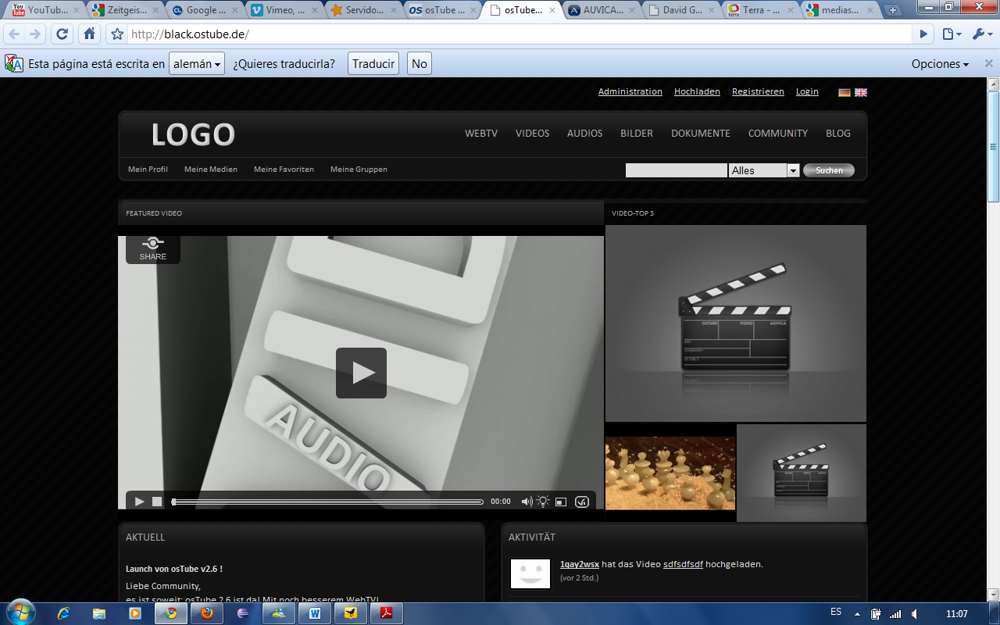 YouTube... Zeitgeis... Google ... Vimeo, ... Servido... osTube ... osTube... AUVICA... David G... Terra - ... medias...
http://black.ostube.de/
Esta página está escrita en alemán ¿Quieres traducirla? Traducir No Opciones
Administration Hochladen Registrieren Login
LOGO WEBTV VIDEOS AUDIOS BILDER DOKUMENTE COMMUNITY BLOG
Mein Profil Meine Medien Meine Favoriten Meine Gruppen Alles Suchen
FEATURED VIDEO VIDEO-TOP 3
SHARE
OSTUBE VIDEO AUVICA
AUDIO
00:00
AKTUELL AKTIVITÄT
Launch von osTube v2.6 !
1qay2wsx hat das Video sdfsdfsdf hochgeladen.
(vor 2 Std.)
Liebe Community,
es ist soweit: osTube 2.6 ist da! Mit noch besserem WebTV!
ES 11:07